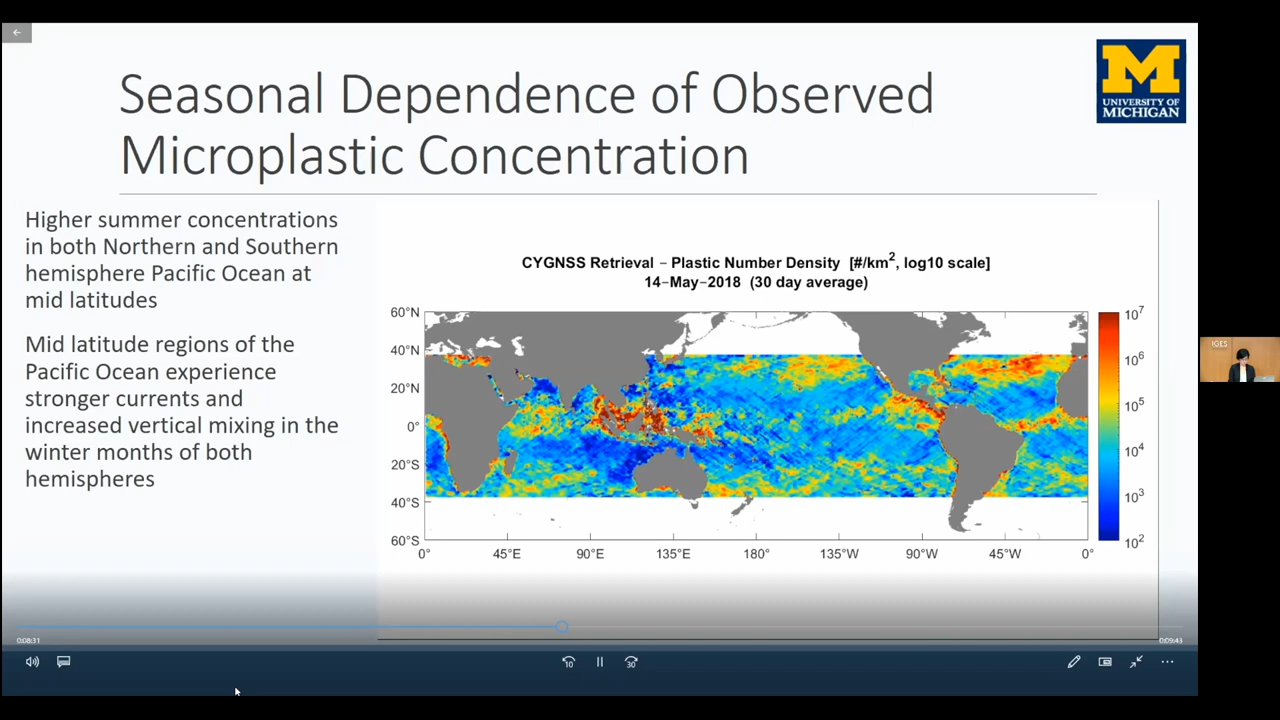 Seasonal Dependence of Observed
Microplastic Concentration
M
UNIVERSITY OF
MICHIGAN
Higher summer concentrations
in both Northern and Southern
hemisphere Pacific Ocean at
mid latitudes
Mid latitude regions of the
Pacific Ocean experience
stronger currents and
increased vertical mixing in the
winter months of both
hemispheres
CYGNSS Retrieval – Plastic Number Density [#/km², log10 scale]
14–May–2018 (30 day average)
60°N
40°N
20°N
0°
20°S
40°S
60°S
0°
45°E
90°E
135°E
180°
135°W
90°W
45°W
0°
10⁷
10⁶
10⁵
10⁴
10³
10²
IGES
0:08:31
0:09:43
10
30